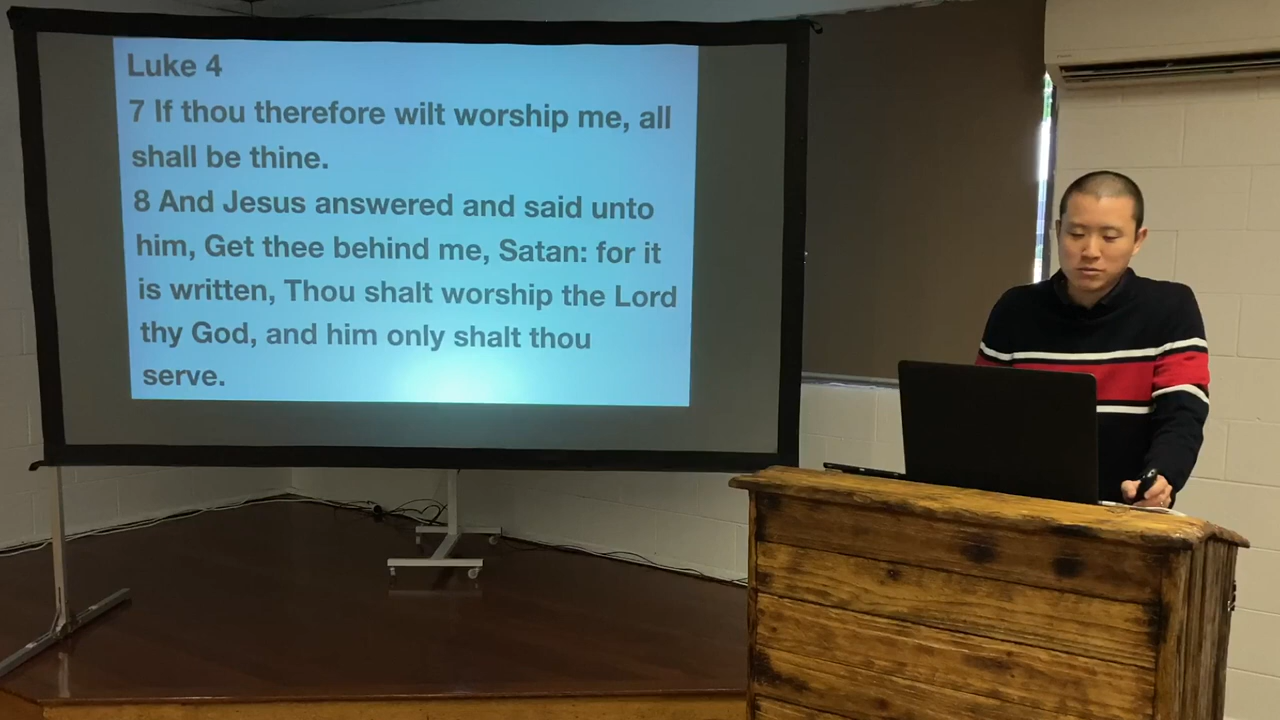 Luke 4
7 If thou therefore wilt worship me, all
shall be thine.
8 And Jesus answered and said unto
him, Get thee behind me, Satan: for it
is written, Thou shalt worship the Lord
thy God, and him only shalt thou
serve.